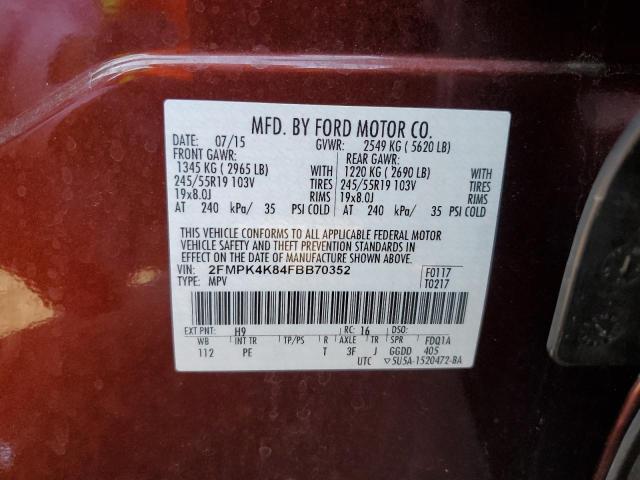 MFD. BY FORD MOTOR CO.
DATE: 07/15 GVWR: 2549 KG ( 5620 LB)
FRONT GAWR: REAR GAWR:
1345 KG ( 2965 LB) WITH 1220 KG ( 2690 LB) WITH
245/55R19 103V TIRES 245/55R19 103V TIRES
19x8.0J RIMS 19x8.0J RIMS
AT 240 kPa/ 35 PSI COLD AT 240 kPa/ 35 PSI COLD
THIS VEHICLE CONFORMS TO ALL APPLICABLE FEDERAL MOTOR
VEHICLE SAFETY AND THEFT PREVENTION STANDARDS IN
EFFECT ON THE DATE OF MANUFACTURE SHOWN ABOVE.
VIN: 2FMPK4K84FBB70352 F0117
TYPE: MPV T0217
EXT PNT: H9 RC: 16 DSO:
WB INT TR TP/PS R AXLE TR SPR FDQ1A
112 PE T 3F J GGDD 405
UTC ▽5U5A-1520472-BA